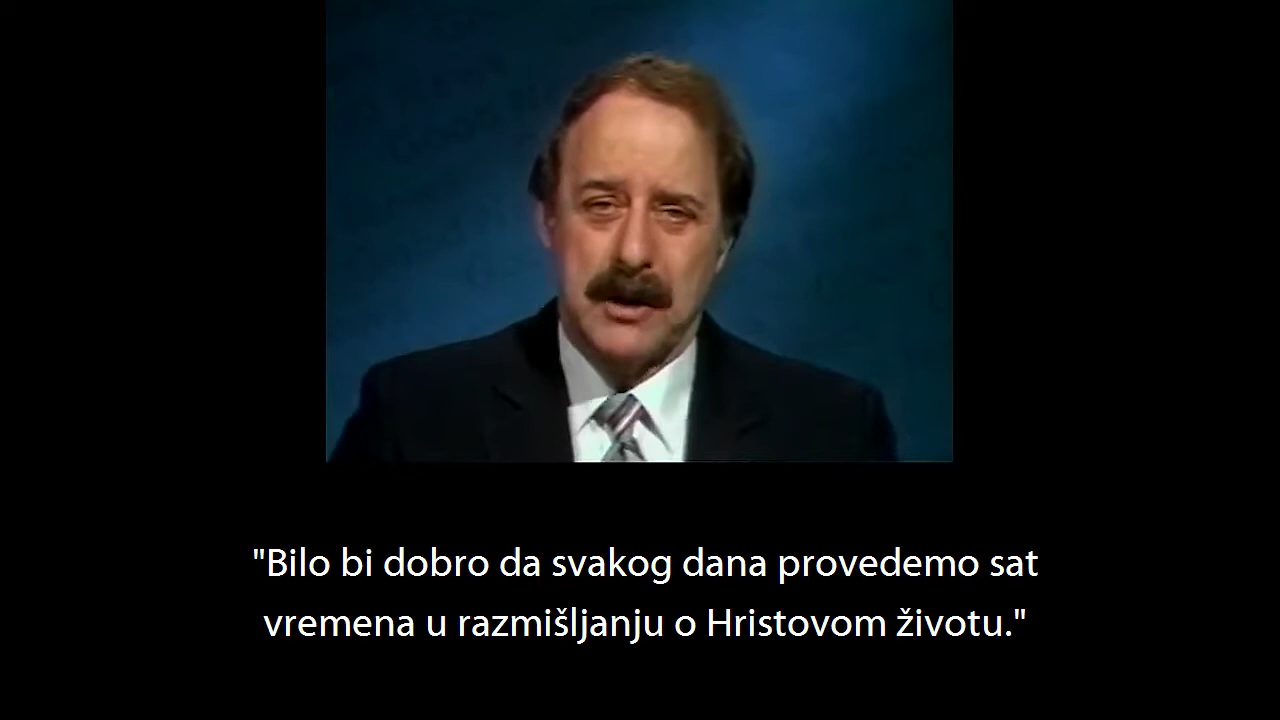 "Bilo bi dobro da svakog dana provedemo sat
vremena u razmišljanju o Hristovom životu."